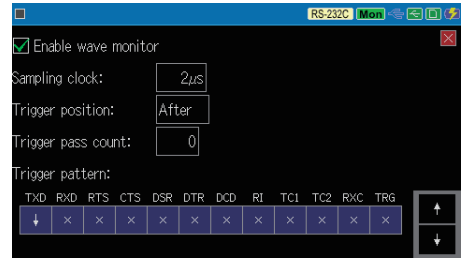 RS-232C Mon
Enable wave monitor
Sampling clock: 2μs
Trigger position: After
Trigger pass count: 0
Trigger pattern:
TXD RXD RTS CTS DSR DTR DCD RI TC1 TC2 RXC TRG
↓ × × × × × × × × × × ×